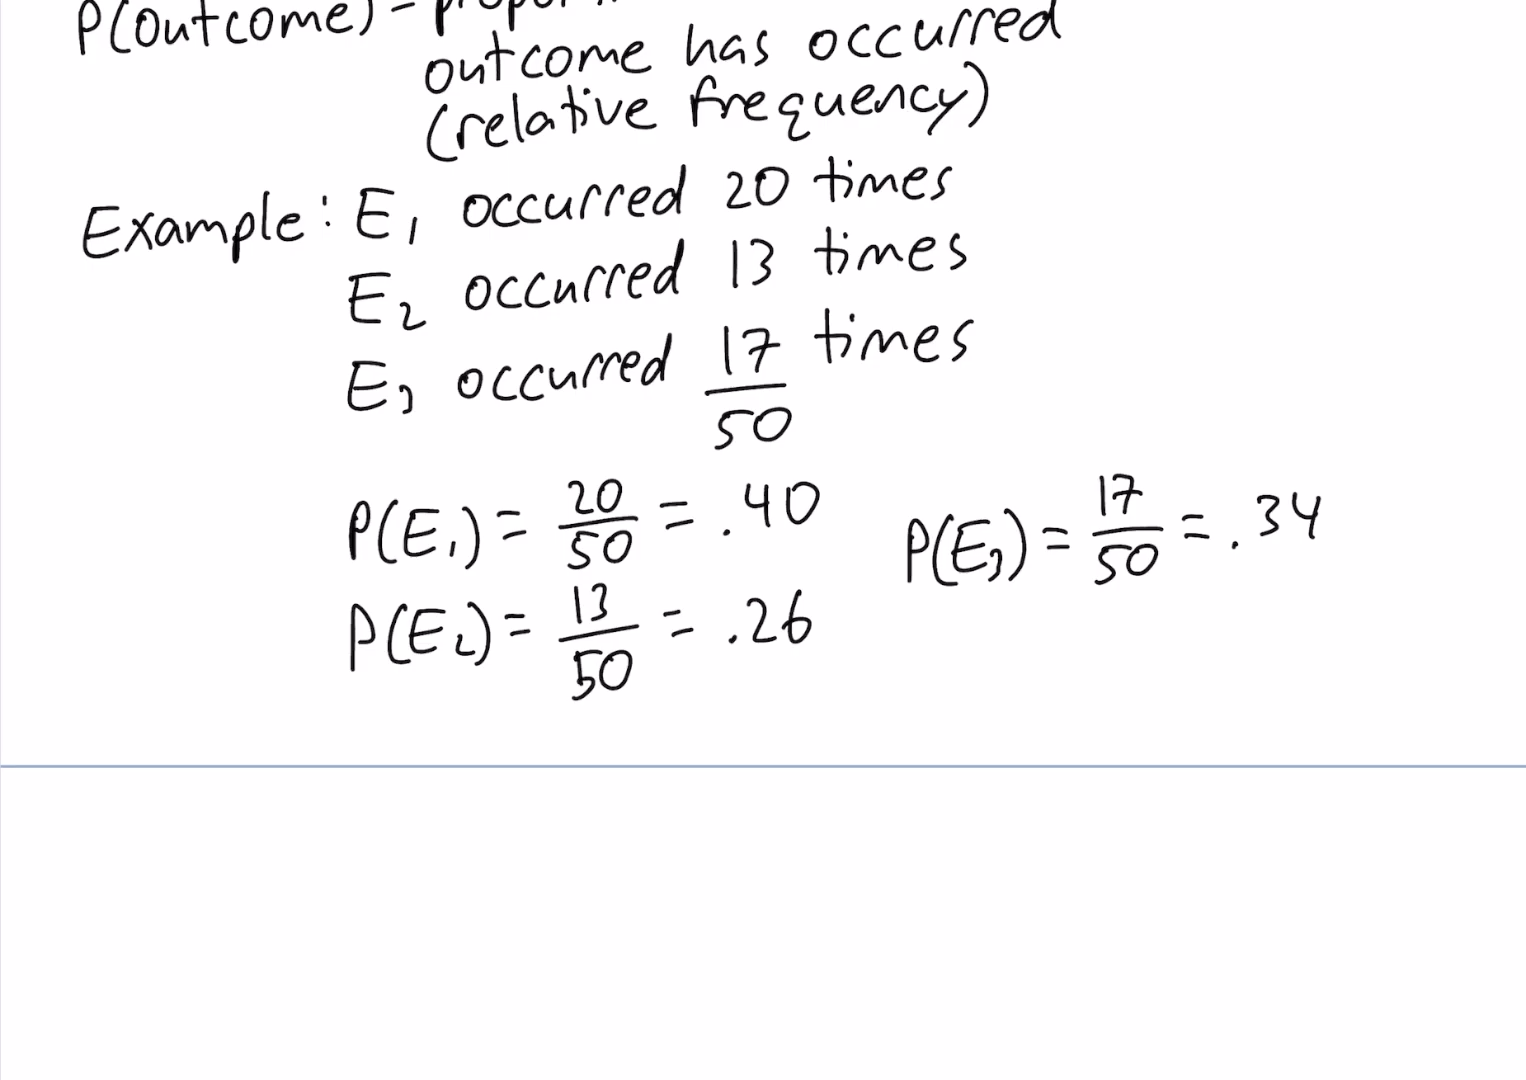 P(outcome) =
outcome has occurred
(relative frequency)
Example: E₁ occurred 20 times
E₂ occurred 13 times
E₃ occurred 17 times
50
P(E₁) = 20/50 = .40
P(E₃) = 17/50 = .34
P(E₂) = 13/50 = .26